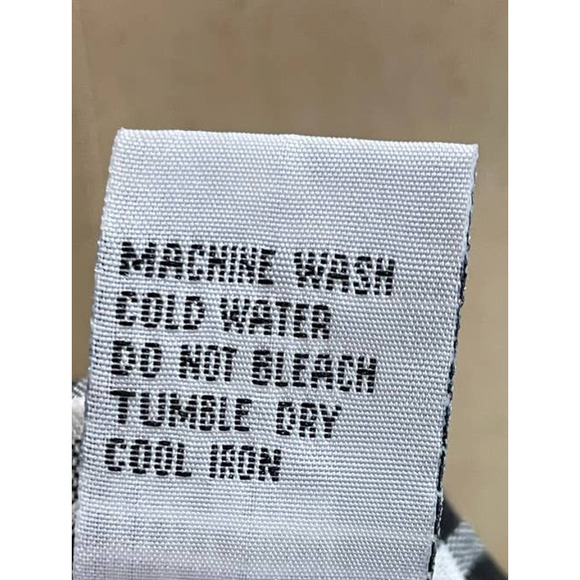 MACHINE WASH
COLD WATER
DO NOT BLEACH
TUMBLE DRY
COOL IRON